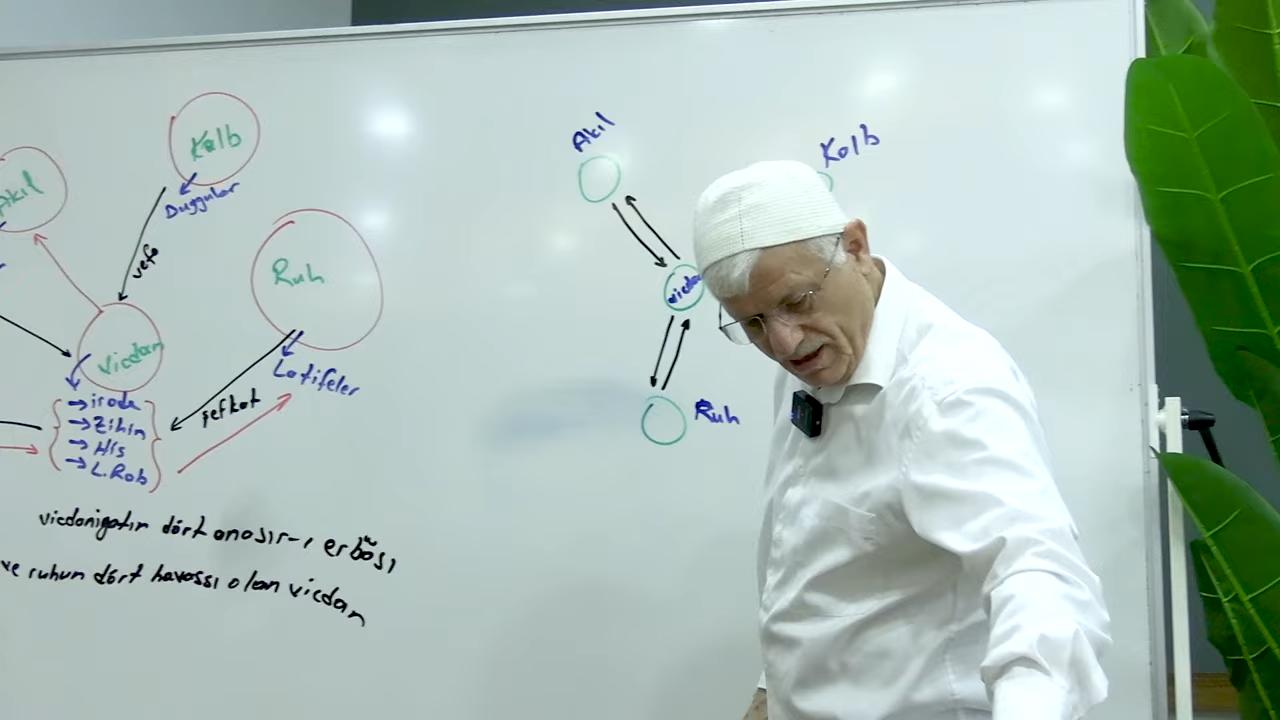 Kalb
Akıl
Duygular
vefa
Ruh
Vicdan
Latifeler
şefkat
→ irade
→ Zihin
→ His
→ L.Rab
vicdaniyatın dört anasır-ı erbası
ve ruhun dört havassı olan vicdan
Akıl
Kalb
vicdan
Ruh